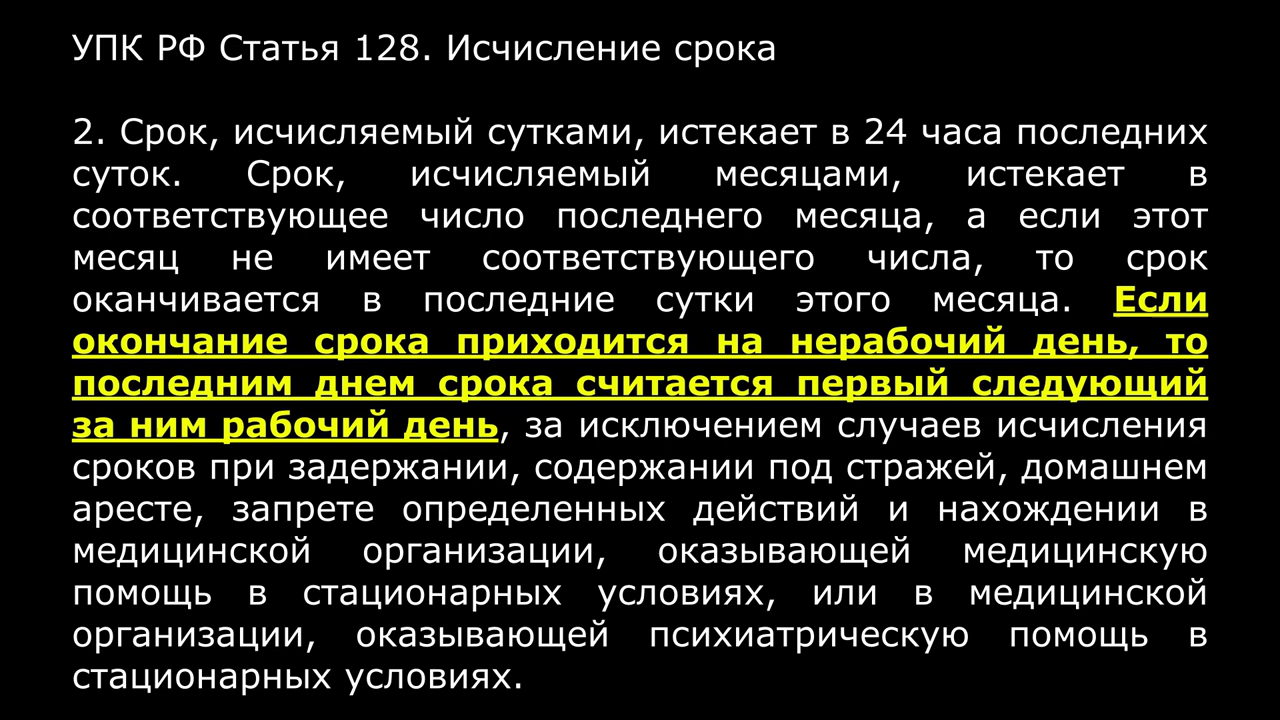 УПК РФ Статья 128. Исчисление срока
2. Срок, исчисляемый сутками, истекает в 24 часа последних
суток. Срок, исчисляемый месяцами, истекает в
соответствующее число последнего месяца, а если этот
месяц не имеет соответствующего числа, то срок
оканчивается в последние сутки этого месяца. Если
окончание срока приходится на нерабочий день, то
последним днем срока считается первый следующий
за ним рабочий день, за исключением случаев исчисления
сроков при задержании, содержании под стражей, домашнем
аресте, запрете определенных действий и нахождении в
медицинской организации, оказывающей медицинскую
помощь в стационарных условиях, или в медицинской
организации, оказывающей психиатрическую помощь в
стационарных условиях.